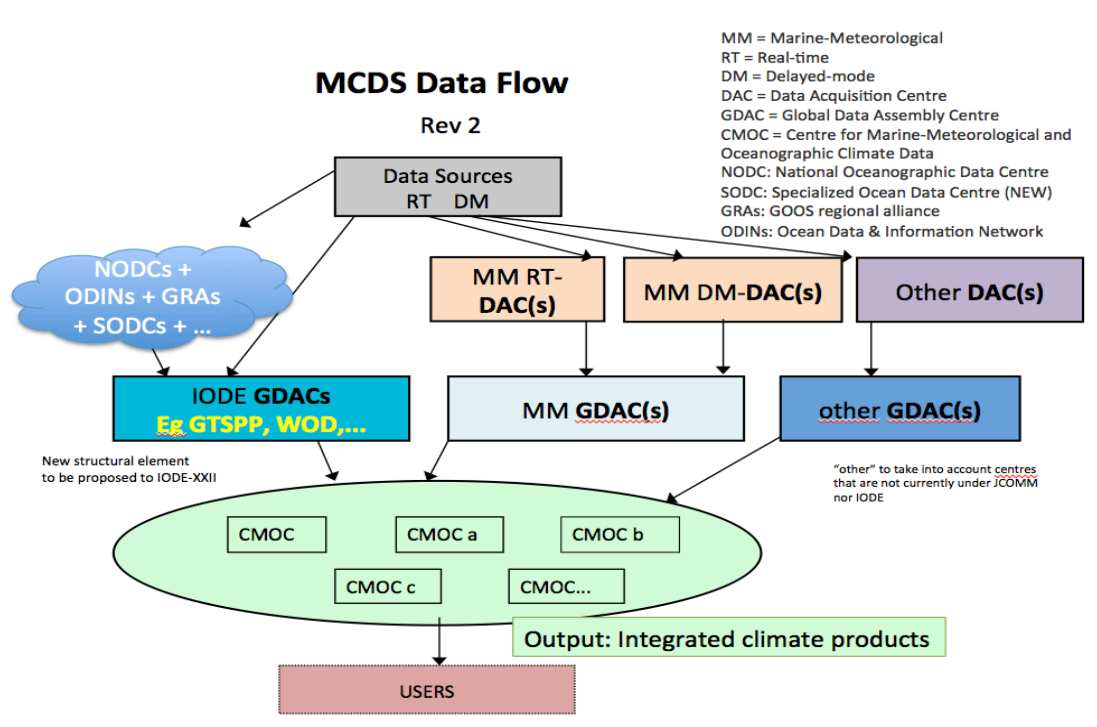 MM = Marine-Meteorological
RT = Real-time
DM = Delayed-mode
DAC = Data Acquisition Centre
GDAC = Global Data Assembly Centre
CMOC = Centre for Marine-Meteorological and
Oceanographic Climate Data
NODC: National Oceanographic Data Centre
SODC: Specialized Ocean Data Centre (NEW)
GRAs: GOOS regional alliance
ODINs: Ocean Data & Information Network
MCDS Data Flow
Rev 2
Data Sources
RT DM
NODCs +
ODINs + GRAs
+ SODCs + ...
MM RT-
DAC(s)
MM DM-DAC(s)
Other DAC(s)
IODE GDACs
Eg GTSPP, WOD,...
MM GDAC(s)
other GDAC(s)
New structural element
to be proposed to IODE-XXII
"other" to take into account centres
that are not currently under JCOMM
nor IODE
CMOC
CMOC a
CMOC b
CMOC c
CMOC...
Output: Integrated climate products
USERS